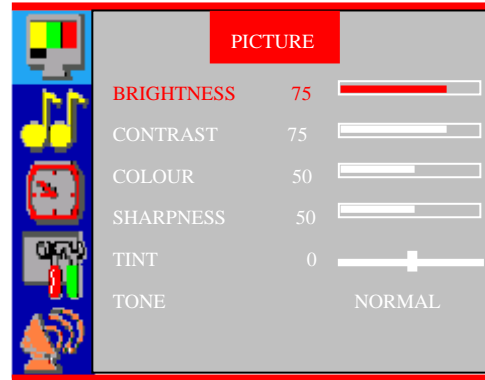 PICTURE
BRIGHTNESS 75
CONTRAST 75
COLOUR 50
SHARPNESS 50
TINT 0
TONE NORMAL